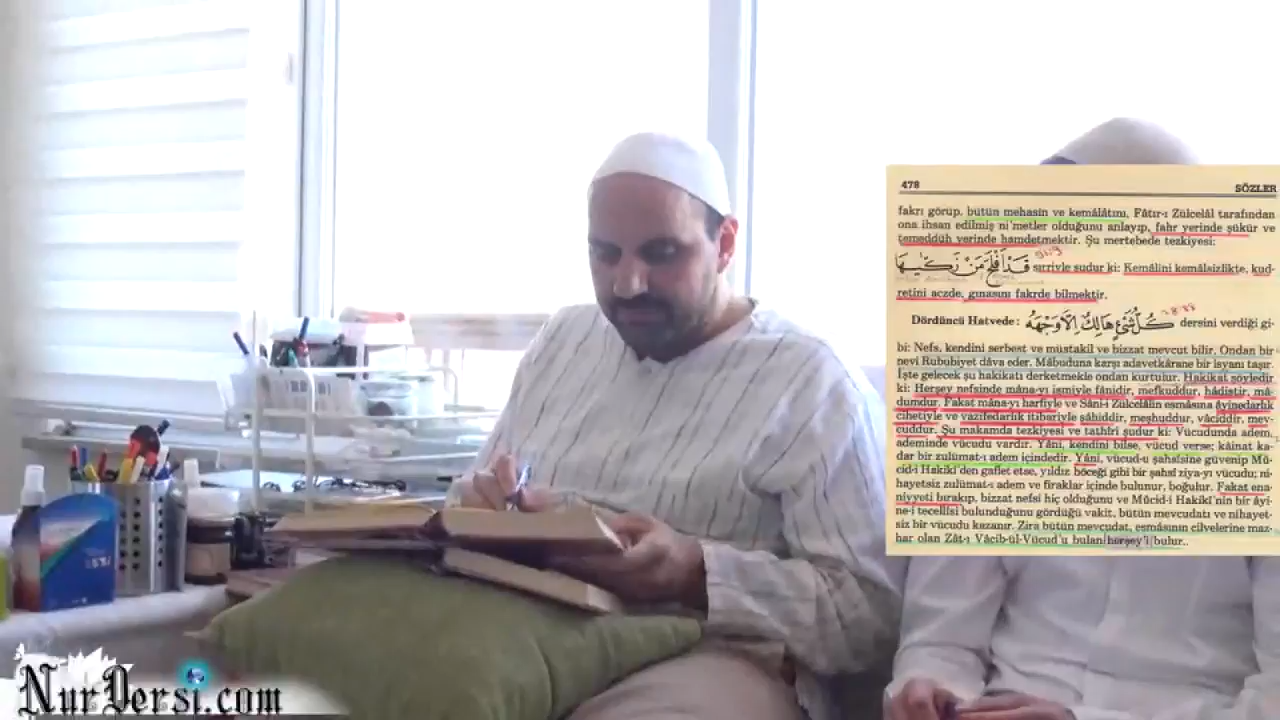 478 SÖZLER
fakrı görüp, bütün mehasin ve kemâlâtını, Fâtır-ı Zülcelâl tarafından
ona ihsan edilmiş ni'metler olduğunu anlayıp, fahr yerinde şükür ve
temeddüh yerinde hamdetmektir. Şu mertebede tezkiyesi:
قَدْ اَفْلَحَ مَنْ زَكّٰيهَا sırriyle şudur ki: Kemâlini kemâlsizlikte, kud-
retini aczde, gınasını fakrde bilmektir.
Dördüncü Hatvede: كُلُّ شَيْءٍ هَالِكٌ اِلَّا وَجْهَهُ dersini verdiği gi-
bi: Nefs, kendini serbest ve müstakil ve bizzat mevcut bilir. Ondan bir
nevi Rububiyet dâva eder. Mâbuduna karşı adavetkârane bir isyanı taşır.
İşte gelecek şu hakikatı derketmekle ondan kurtulur. Hakikat şöyledir
ki: Herşey nefsinde mâna-yı ismiyle fânidir, mefkuddur, hâdistir, mâ-
dumdur. Fakat mâna-yı harfiyle ve Sâni-i Zülcelâlin esmâsına âyinedarlık
cihetiyle ve vazifedarlık itibariyle şâhiddir, meşhuddur, vâciddir, mev-
cuddur. Şu makamda tezkiyesi ve tathîri şudur ki: Vücudunda adem,
ademinde vücudu vardır. Yâni, kendini bilse, vücud verse; kâinat ka-
dar bir zulümat-ı adem içindedir. Yâni, vücud-u şahsîsine güvenip Mû-
cid-i Hakikî'den gaflet etse, yıldız böceği gibi bir şahsî ziya-yı vücudu; ni-
hayetsiz zulümat-ı adem ve firaklar içinde bulunur, boğulur. Fakat ena-
niyyeti bırakıp, bizzat nefsi hiç olduğunu ve Mûcid-i Hakikî'nin bir âyi-
ne-i tecellîsi bulunduğunu gördüğü vakit, bütün mevcudatı ve nihayet-
siz bir vücudu kazanır. Zira bütün mevcudat, esmâsının cilvelerine maz-
har olan Zât-ı Vâcib-ül-Vücud'u bulan herşey'i bulur..
NurDersi.com